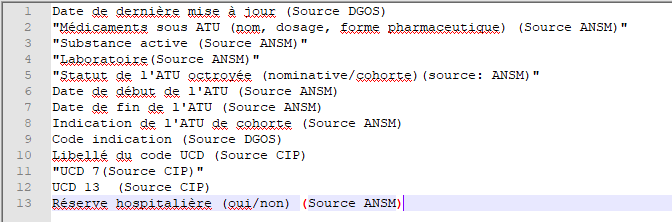 1 Date de dernière mise à jour (Source DGOS)
2 "Médicaments sous ATU (nom, dosage, forme pharmaceutique) (Source ANSM)"
3 "Substance active (Source ANSM)"
4 "Laboratoire(Source ANSM)"
5 "Statut de l'ATU octroyée (nominative/cohorte)(source: ANSM)"
6 Date de début de l'ATU (Source ANSM)
7 Date de fin de l'ATU (Source ANSM)
8 Indication de l'ATU de cohorte (Source ANSM)
9 Code indication (Source DGOS)
10 Libellé du code UCD (Source CIP)
11 "UCD 7(Source CIP)"
12 UCD 13  (Source CIP)
13 Réserve hospitalière (oui/non) (Source ANSM)